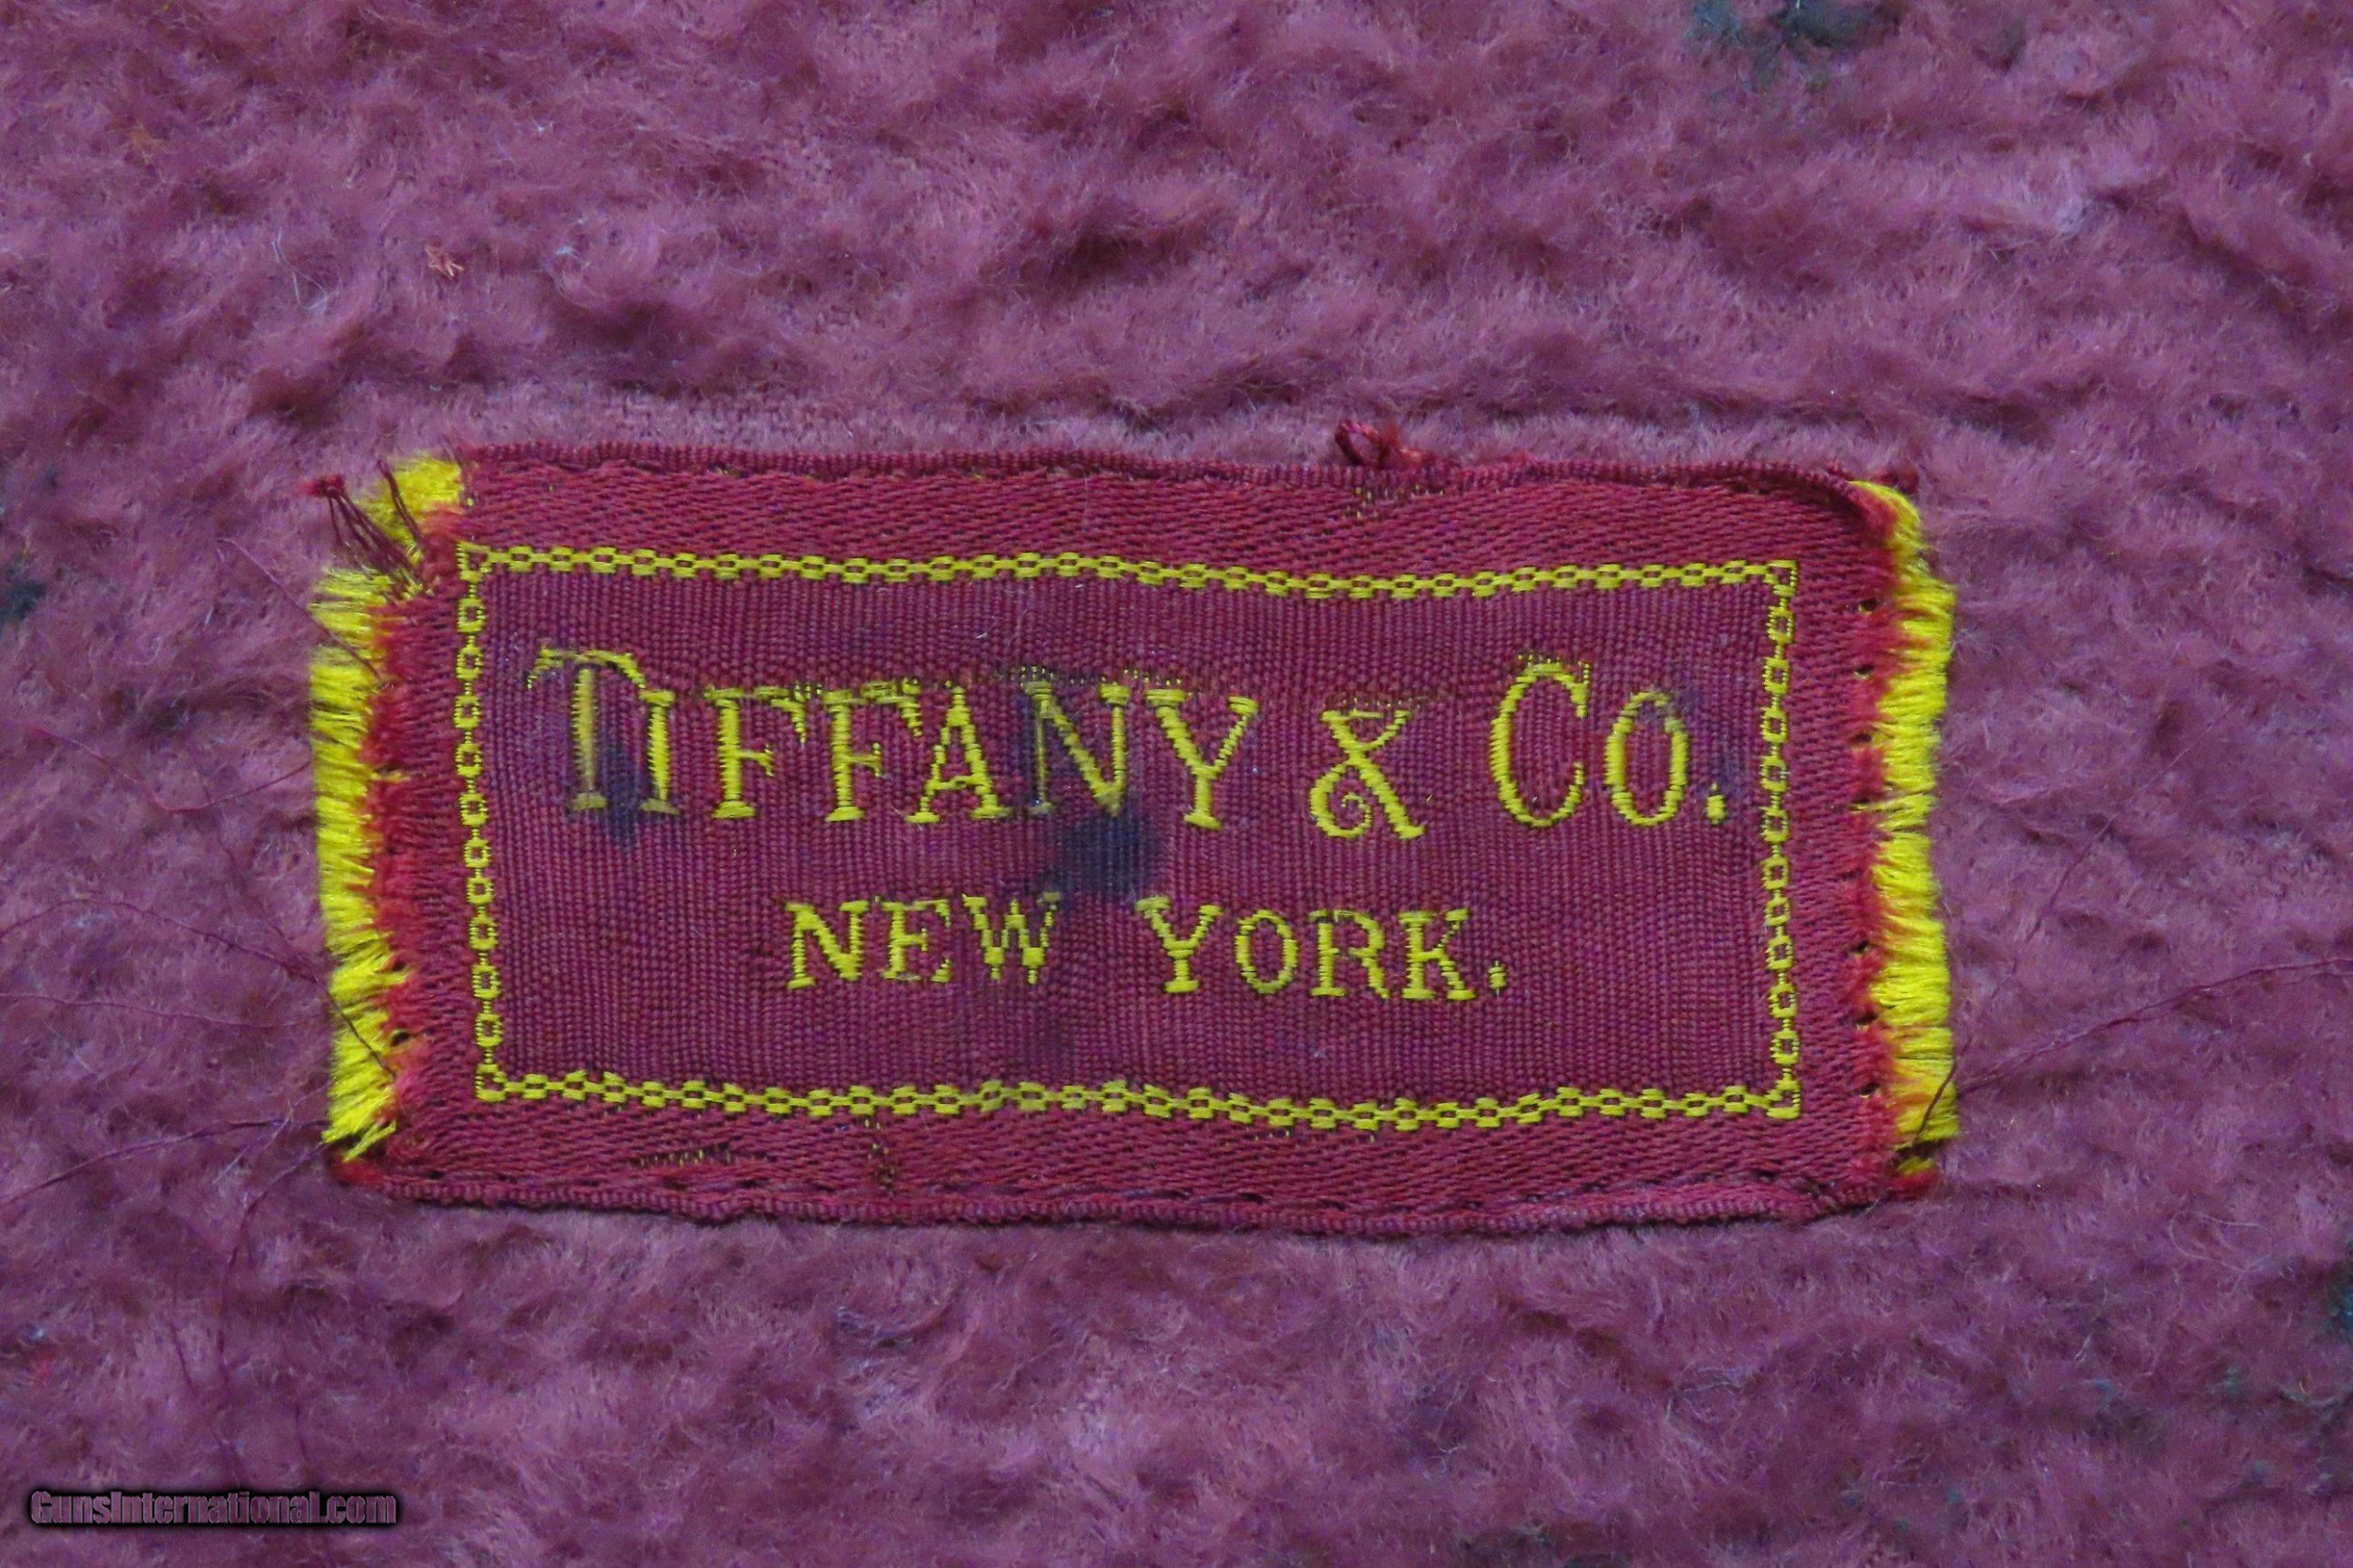 TIFFANY & CO.
NEW YORK.
GunsInternational.com